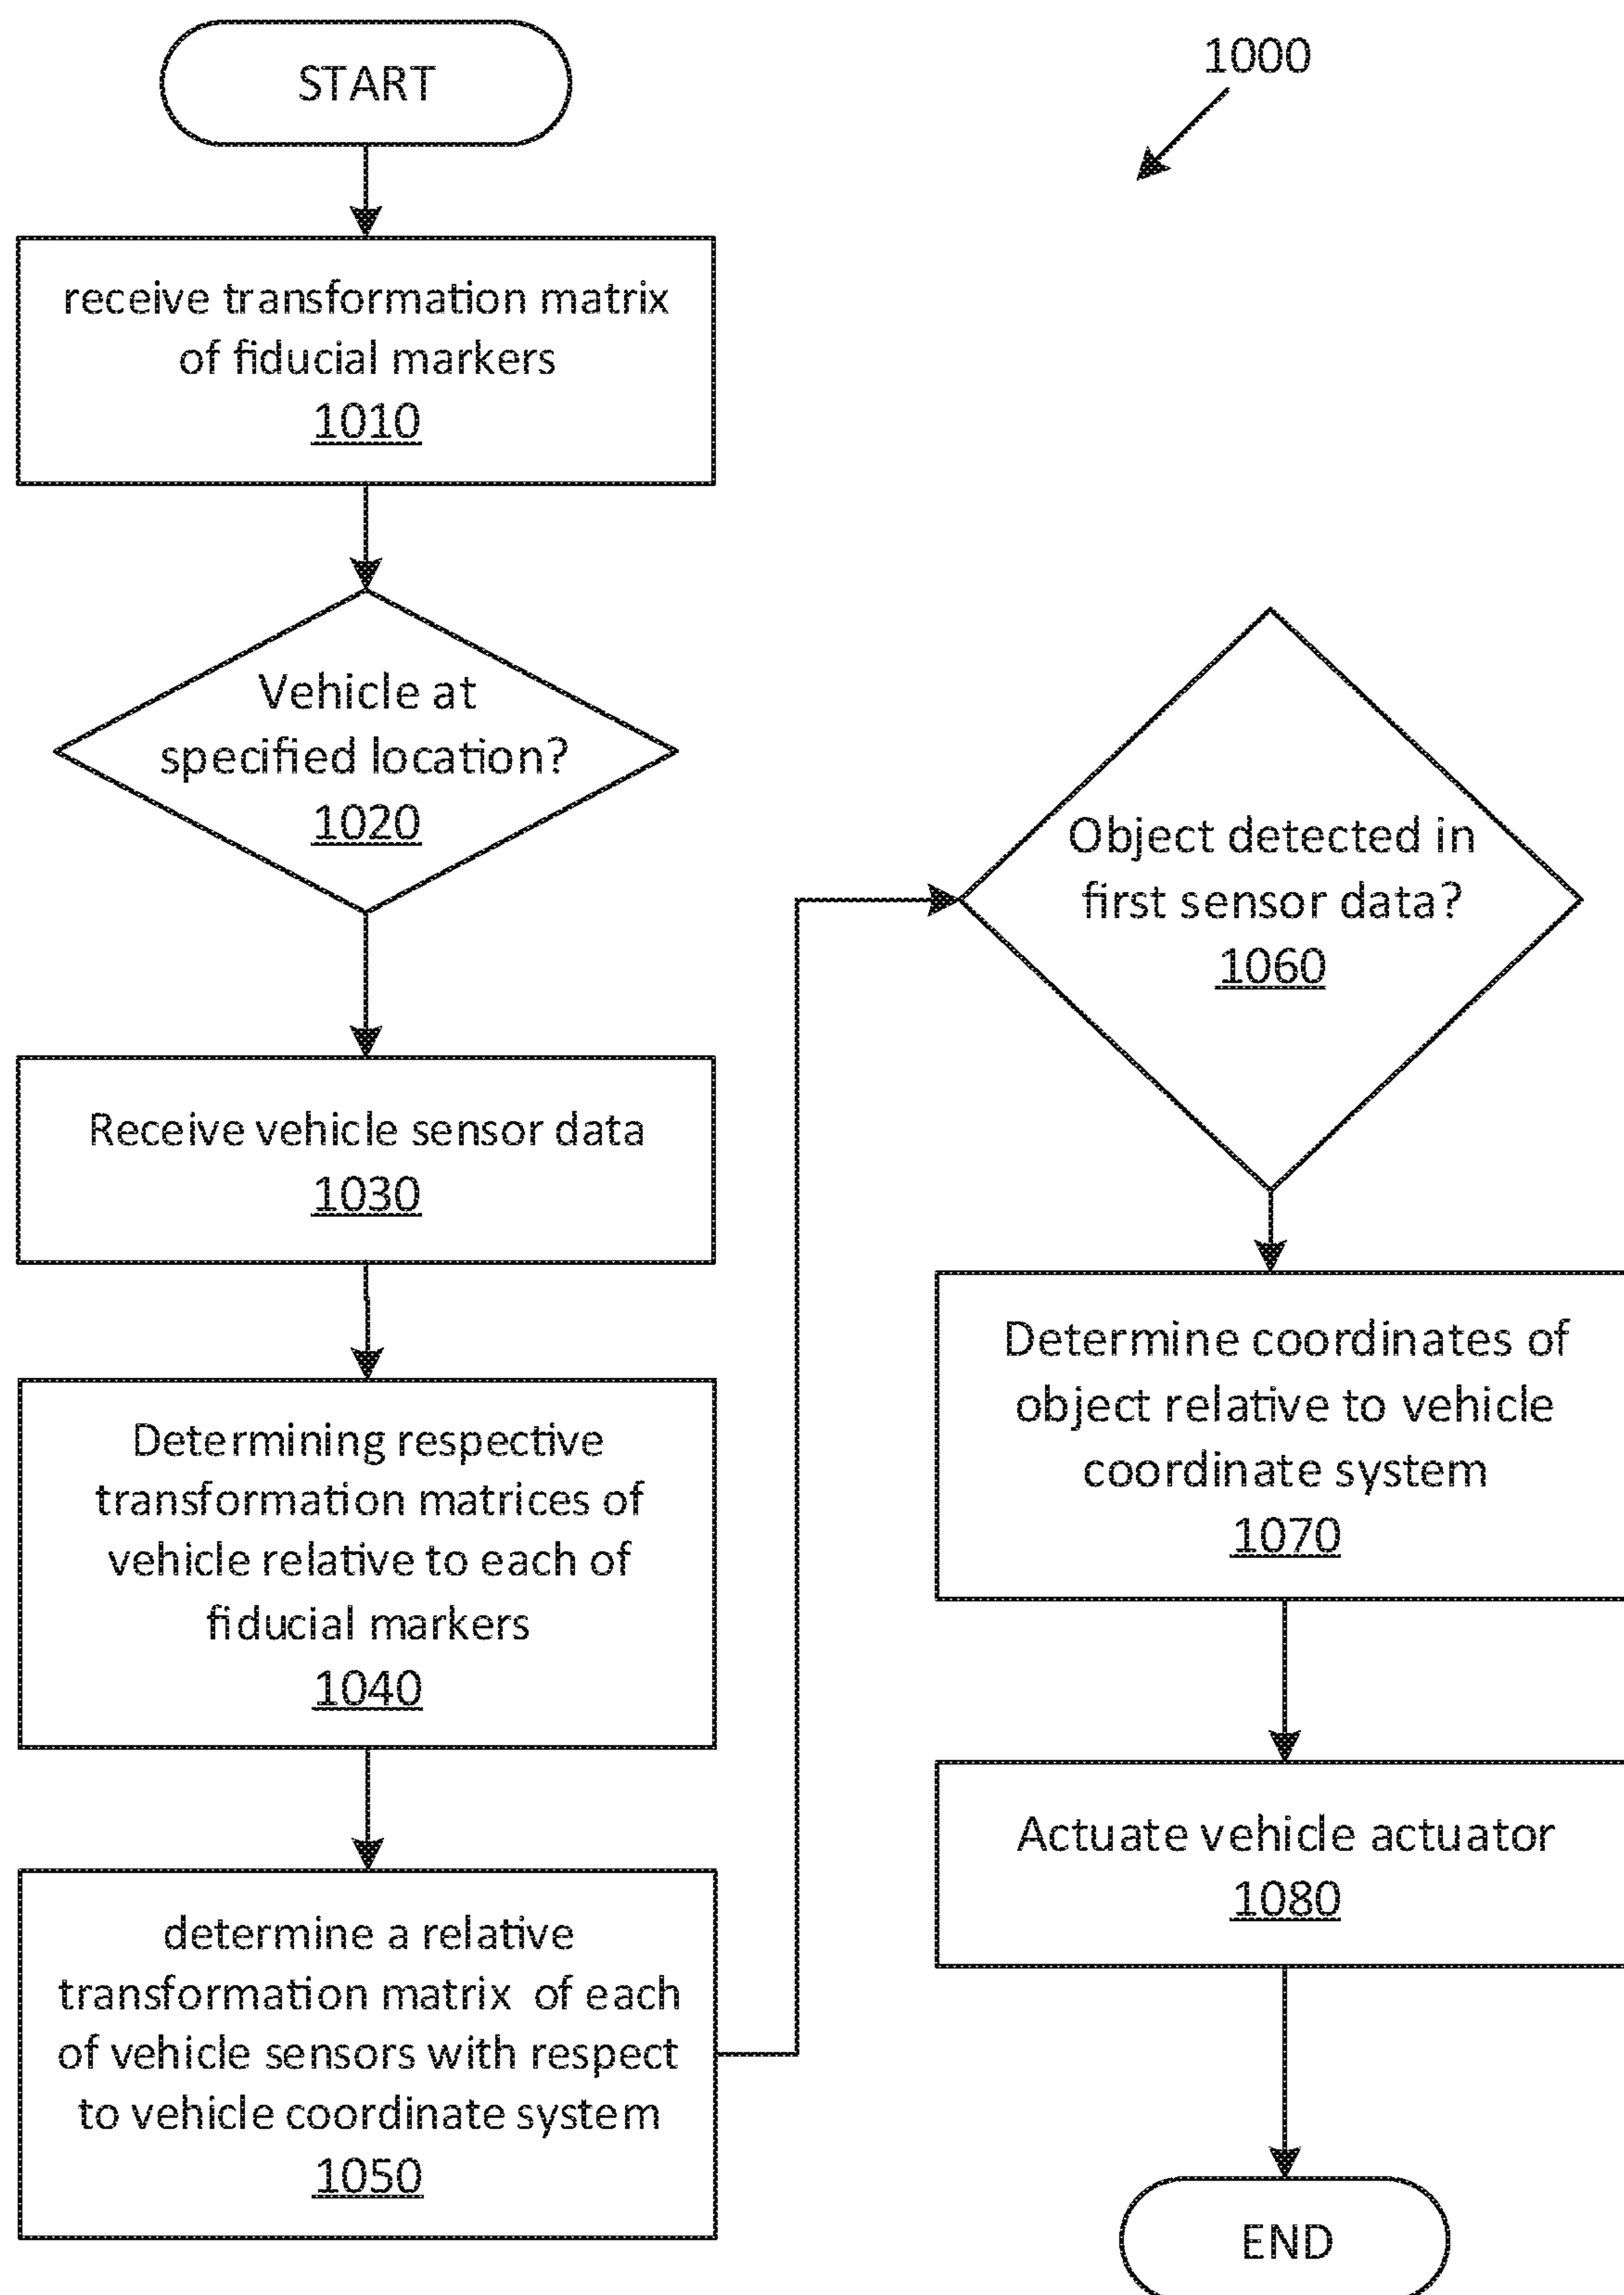 START
1000
receive transformation matrix
of fiducial markers
1010
Vehicle at
specified location?
1020
Receive vehicle sensor data
1030
Determining respective
transformation matrices of
vehicle relative to each of
fiducial markers
1040
determine a relative
transformation matrix of each
of vehicle sensors with respect
to vehicle coordinate system
1050
Object detected in
first sensor data?
1060
Determine coordinates of
object relative to vehicle
coordinate system
1070
Actuate vehicle actuator
1080
END